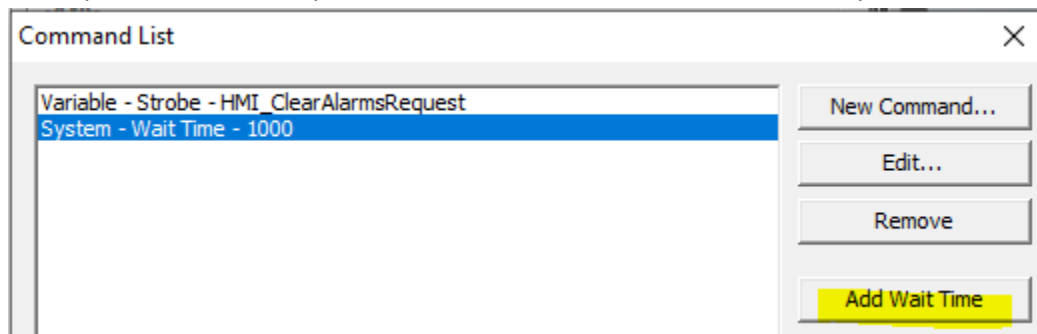 Command List
Variable - Strobe - HMI_ClearAlarmsRequest
System - Wait Time - 1000
New Command...
Edit...
Remove
Add Wait Time